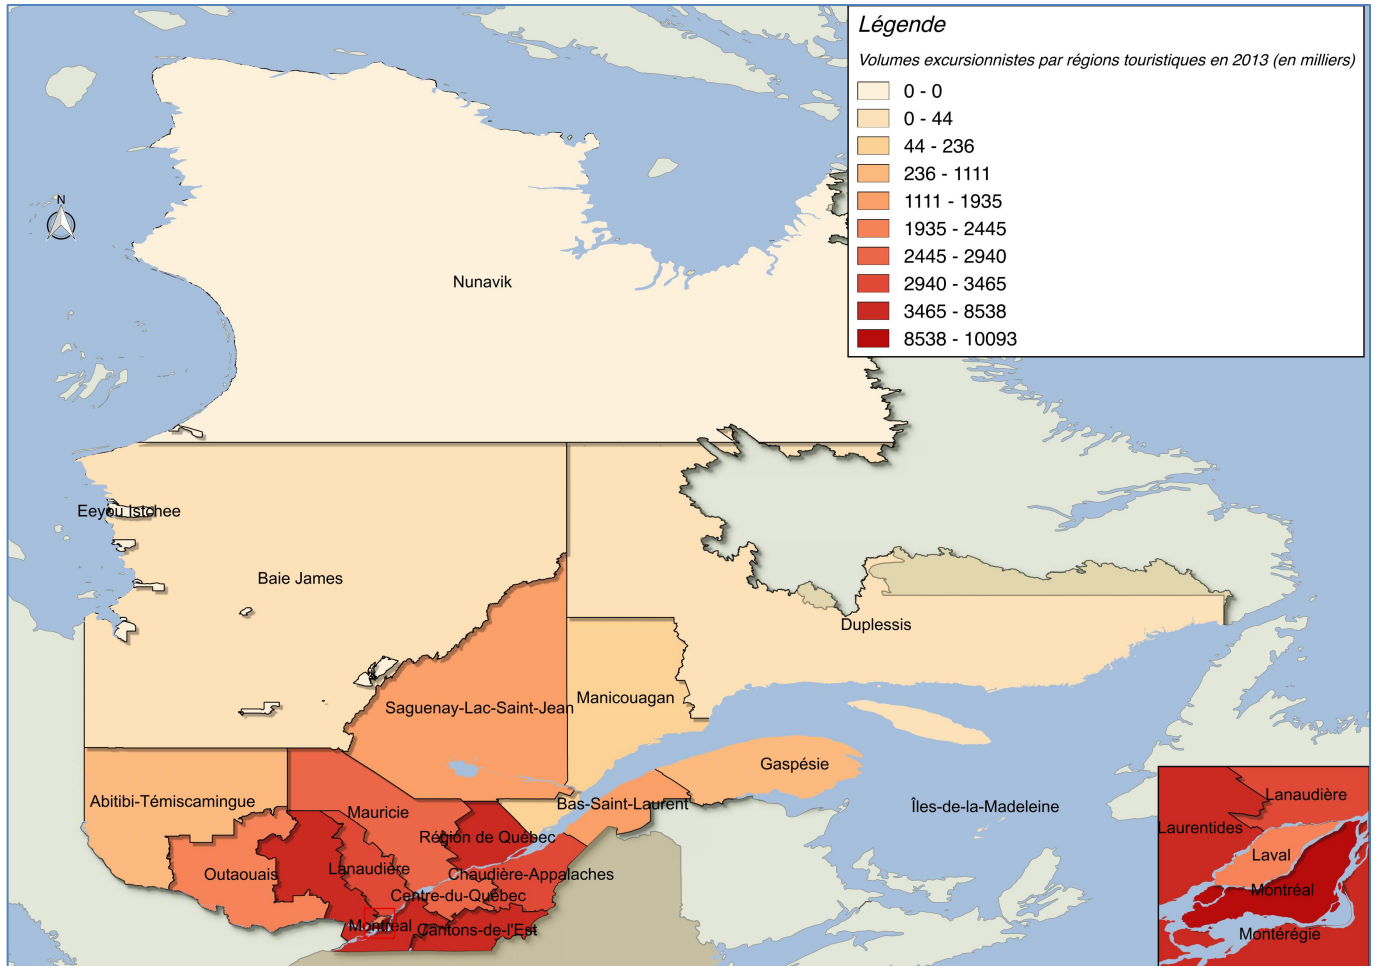 Légende
Volumes excursionnistes par régions touristiques en 2013 (en milliers)
0 - 0
0 - 44
44 - 236
236 - 1111
1111 - 1935
1935 - 2445
2445 - 2940
2940 - 3465
3465 - 8538
8538 - 10093
N
Nunavik
Eeyou Istchee
Baie James
Duplessis
Saguenay-Lac-Saint-Jean
Manicouagan
Gaspésie
Abitibi-Témiscamingue
Bas-Saint-Laurent
Îles-de-la-Madeleine
Mauricie
Région de Québec
Outaouais
Lanaudière
Chaudière-Appalaches
Centre-du-Québec
Montréal
Cantons-de-l'Est
Lanaudière
Laurentides
Laval
Montréal
Montérégie